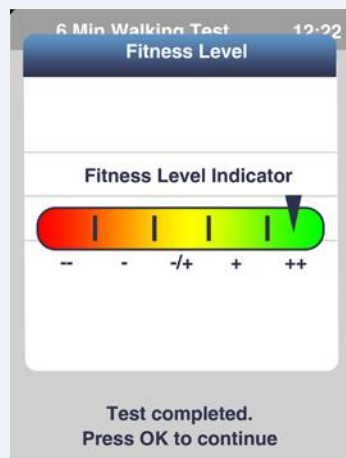 6 Min Walking Test 12:22
Fitness Level
Fitness Level Indicator
-- - -/+ + ++
Test completed.
Press OK to continue